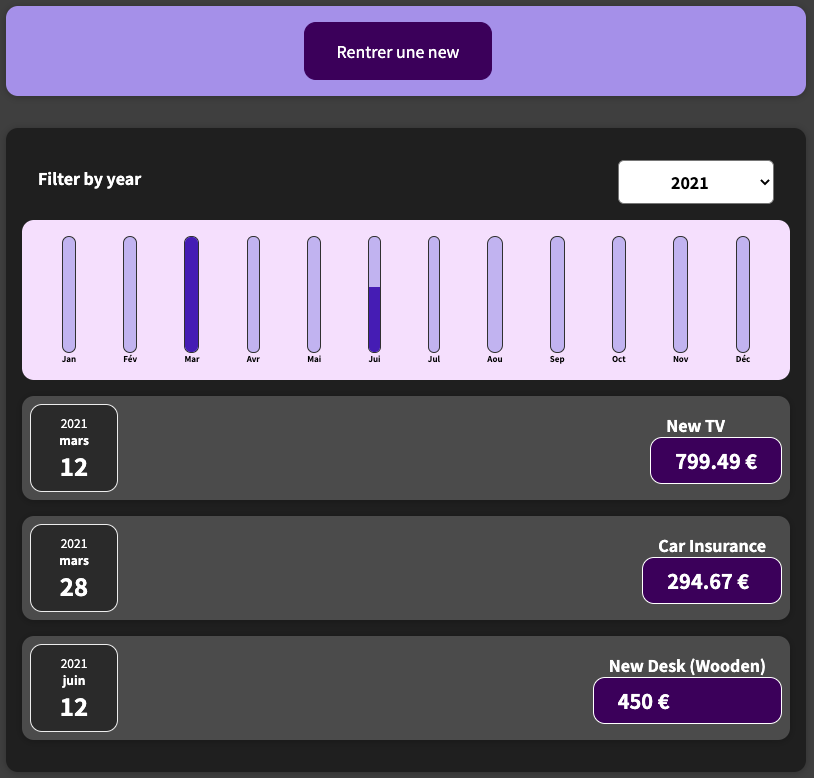 Rentrer une new
Filter by year
2021
Jan Fév Mar Avr Mai Jui Jul Aou Sep Oct Nov Déc
2021
mars
12
New TV
799.49 €
2021
mars
28
Car Insurance
294.67 €
2021
juin
12
New Desk (Wooden)
450 €